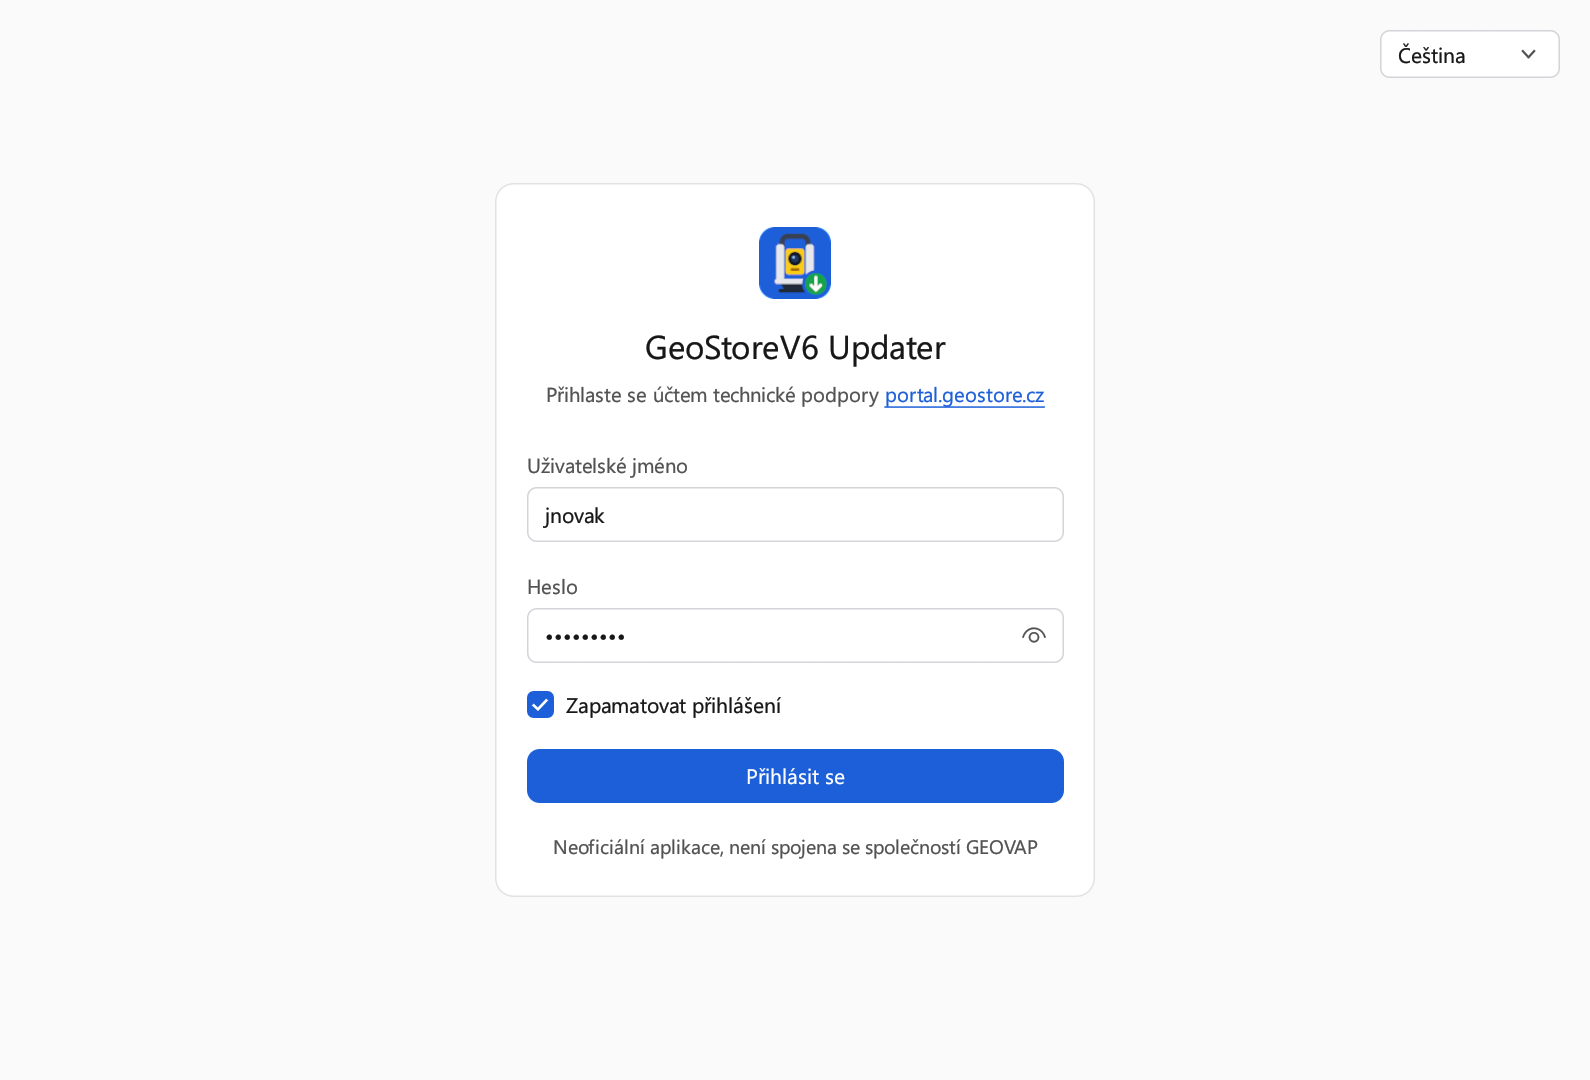 Čeština
GeoStoreV6 Updater
Přihlaste se účtem technické podpory portal.geostore.cz
Uživatelské jméno
jnovak
Heslo
•••••••••
Zapamatovat přihlášení
Přihlásit se
Neoficiální aplikace, není spojena se společností GEOVAP